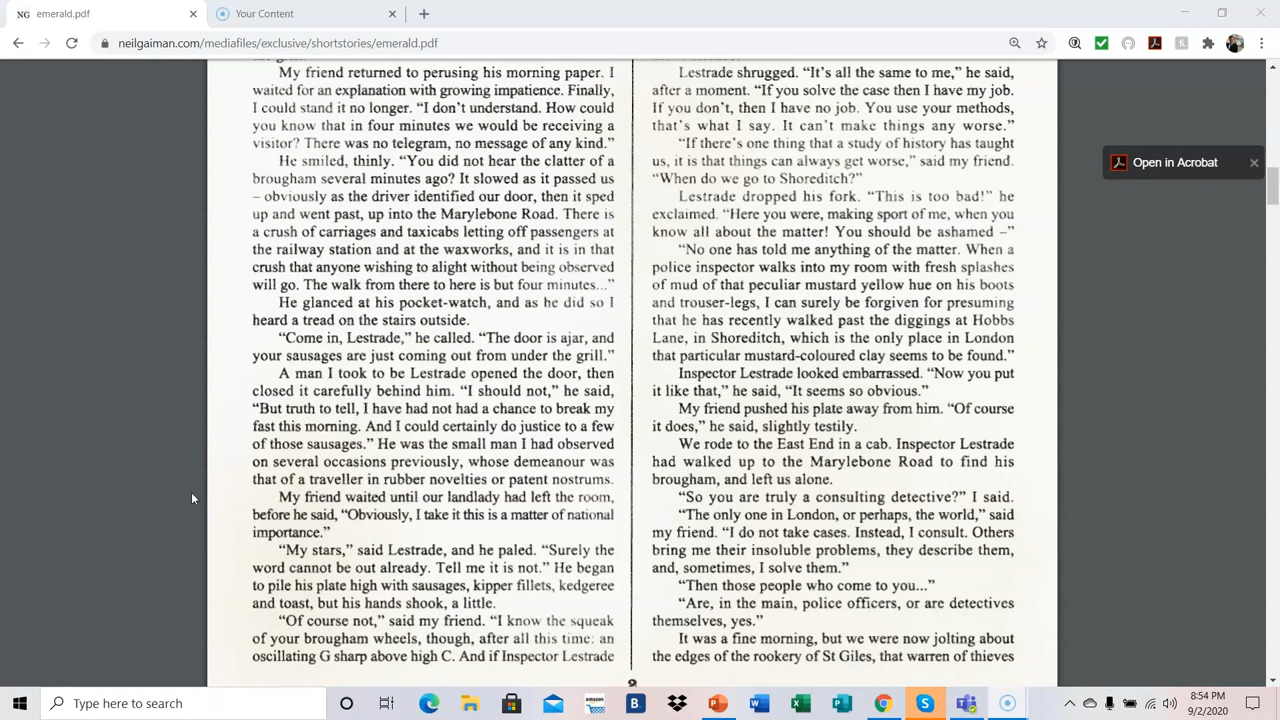 emerald.pdf
Your Content
neilgaiman.com/mediafiles/exclusive/shortstories/emerald.pdf
My friend returned to perusing his morning paper. I
waited for an explanation with growing impatience. Finally,
I could stand it no longer. “I don’t understand. How could
you know that in four minutes we would be receiving a
visitor? There was no telegram, no message of any kind.”
He smiled, thinly. “You did not hear the clatter of a
brougham several minutes ago? It slowed as it passed us
– obviously as the driver identified our door, then it sped
up and went past, up into the Marylebone Road. There is
a crush of carriages and taxicabs letting off passengers at
the railway station and at the waxworks, and it is in that
crush that anyone wishing to alight without being observed
will go. The walk from there to here is but four minutes...”
He glanced at his pocket-watch, and as he did so I
heard a tread on the stairs outside.
“Come in, Lestrade,” he called. “The door is ajar, and
your sausages are just coming out from under the grill.”
A man I took to be Lestrade opened the door, then
closed it carefully behind him. “I should not,” he said,
“But truth to tell, I have had not had a chance to break my
fast this morning. And I could certainly do justice to a few
of those sausages.” He was the small man I had observed
on several occasions previously, whose demeanour was
that of a traveller in rubber novelties or patent nostrums.
My friend waited until our landlady had left the room,
before he said, “Obviously, I take it this is a matter of national
importance.”
“My stars,” said Lestrade, and he paled. “Surely the
word cannot be out already. Tell me it is not.” He began
to pile his plate high with sausages, kipper fillets, kedgeree
and toast, but his hands shook, a little.
“Of course not,” said my friend. “I know the squeak
of your brougham wheels, though, after all this time: an
oscillating G sharp above high C. And if Inspector Lestrade
Lestrade shrugged. “It’s all the same to me,” he said,
after a moment. “If you solve the case then I have my job.
If you don’t, then I have no job. You use your methods,
that’s what I say. It can’t make things any worse.”
“If there’s one thing that a study of history has taught
us, it is that things can always get worse,” said my friend.
“When do we go to Shoreditch?”
Lestrade dropped his fork. “This is too bad!” he
exclaimed. “Here you were, making sport of me, when you
know all about the matter! You should be ashamed –”
“No one has told me anything of the matter. When a
police inspector walks into my room with fresh splashes
of mud of that peculiar mustard yellow hue on his boots
and trouser-legs, I can surely be forgiven for presuming
that he has recently walked past the diggings at Hobbs
Lane, in Shoreditch, which is the only place in London
that particular mustard-coloured clay seems to be found.”
Inspector Lestrade looked embarrassed. “Now you put
it like that,” he said, “It seems so obvious.”
My friend pushed his plate away from him. “Of course
it does,” he said, slightly testily.
We rode to the East End in a cab. Inspector Lestrade
had walked up to the Marylebone Road to find his
brougham, and left us alone.
“So you are truly a consulting detective?” I said.
“The only one in London, or perhaps, the world,” said
my friend. “I do not take cases. Instead, I consult. Others
bring me their insoluble problems, they describe them,
and, sometimes, I solve them.”
“Then those people who come to you...”
“Are, in the main, police officers, or are detectives
themselves, yes.”
It was a fine morning, but we were now jolting about
the edges of the rookery of St Giles, that warren of thieves
Open in Acrobat
Type here to search
8:54 PM
9/2/2020